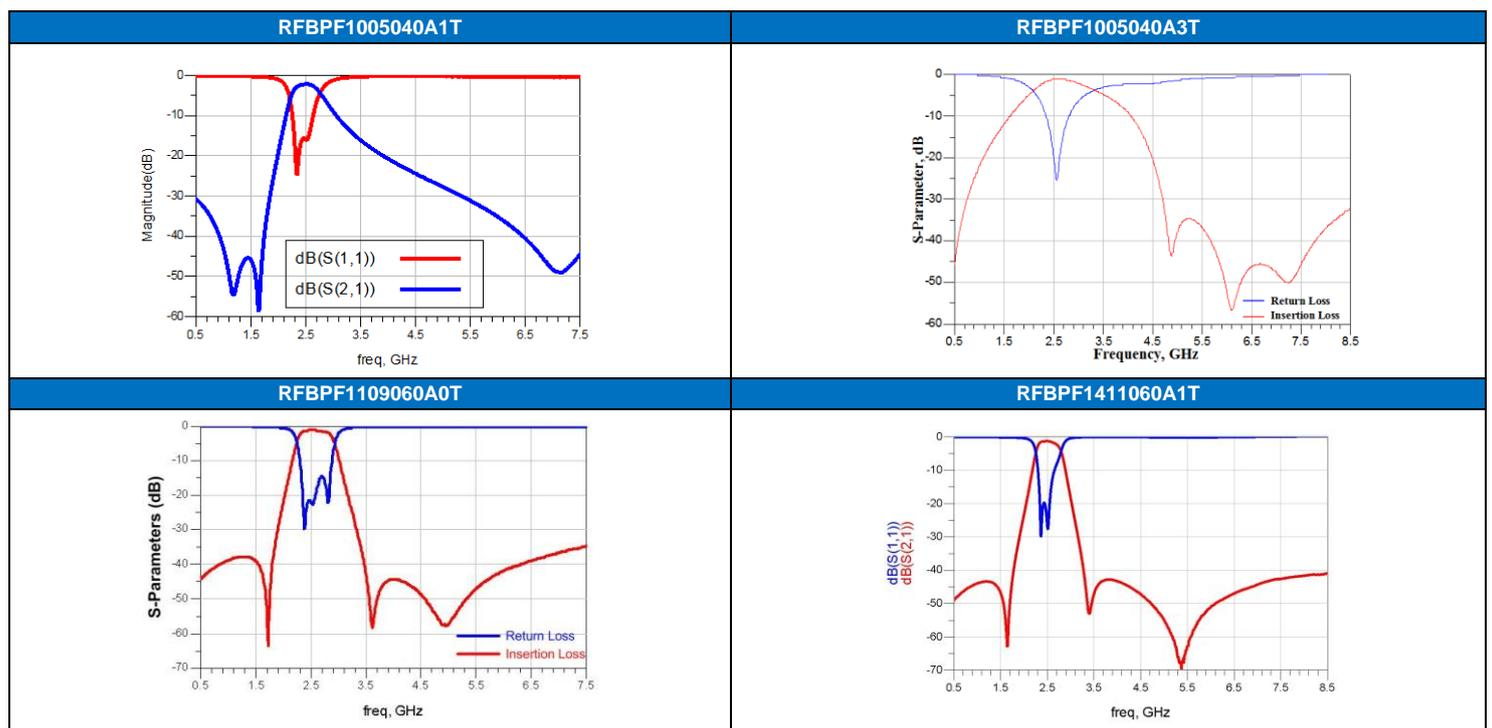 RFBPF1005040A1T
RFBPF1005040A3T
0
-10
-20
-30
-40
-50
-60
Magnitude(dB)
dB(S(1,1))
dB(S(2,1))
0.5 1.5 2.5 3.5 4.5 5.5 6.5 7.5
freq, GHz
0
-10
-20
-30
-40
-50
-60
S-Parameter, dB
Return Loss
Insertion Loss
0.5 1.5 2.5 3.5 4.5 5.5 6.5 7.5 8.5
Frequency, GHz
RFBPF1109060A0T
RFBPF1411060A1T
0
-10
-20
-30
-40
-50
-60
-70
S-Parameters (dB)
Return Loss
Insertion Loss
0.5 1.5 2.5 3.5 4.5 5.5 6.5 7.5
freq, GHz
0
-10
-20
-30
-40
-50
-60
-70
dB(S(1,1))
dB(S(2,1))
0.5 1.5 2.5 3.5 4.5 5.5 6.5 7.5 8.5
freq, GHz